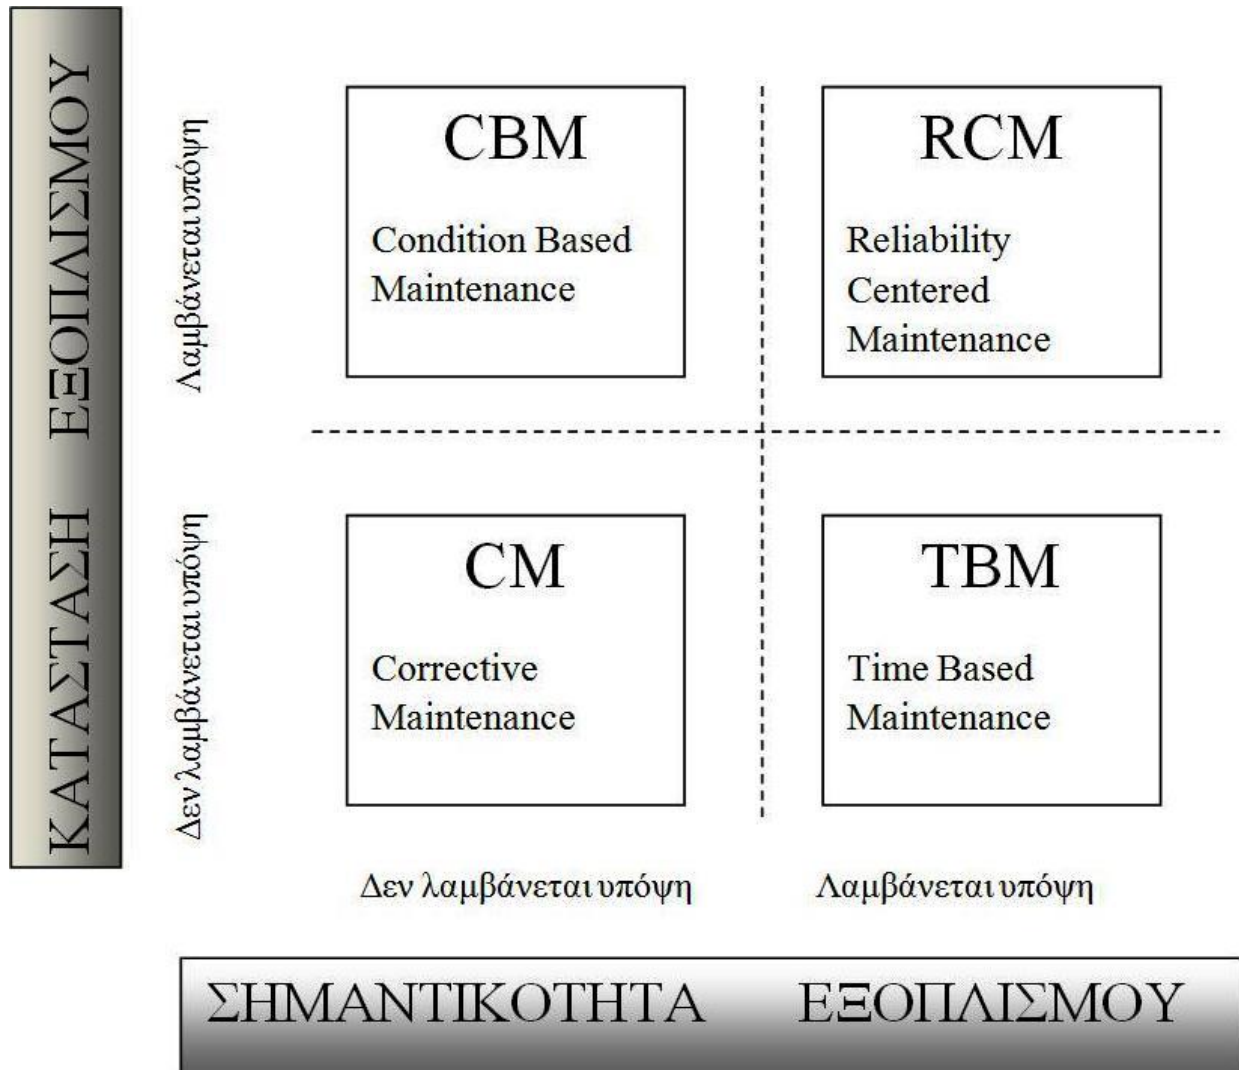 ΚΑΤΑΣΤΑΣΗ ΕΞΟΠΛΙΣΜΟΥ
Λαμβάνεται υπόψη
CBM
Condition Based
Maintenance
RCM
Reliability
Centered
Maintenance
Δεν λαμβάνεται υπόψη
CM
Corrective
Maintenance
TBM
Time Based
Maintenance
Δεν λαμβάνεται υπόψη
Λαμβάνεται υπόψη
ΣΗΜΑΝΤΙΚΟΤΗΤΑ ΕΞΟΠΛΙΣΜΟΥ